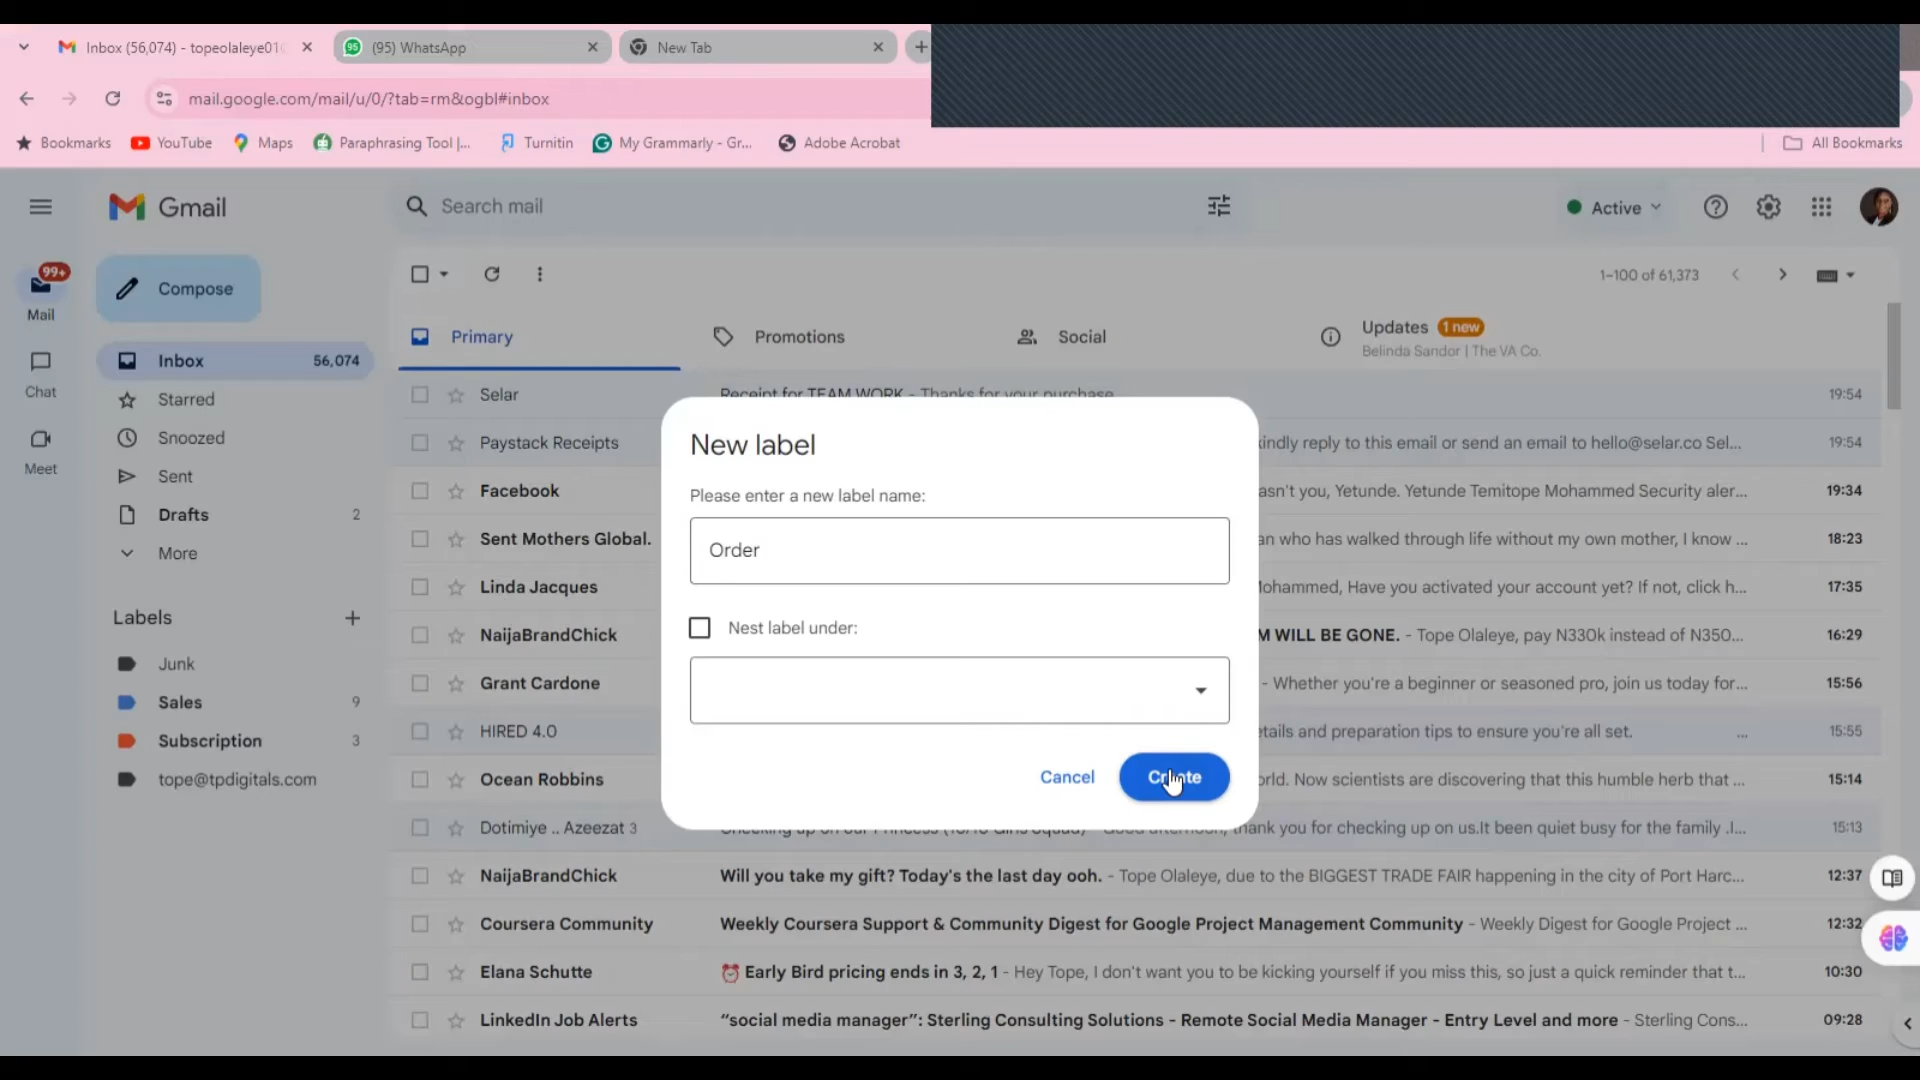 Inbox (56,074) - topeolaleye01
(95) WhatsApp
New Tab
mail.google.com/mail/u/0/?tab=rm&ogbl#inbox
Bookmarks YouTube Maps Paraphrasing Tool |... Turnitin My Grammarly - Gr... Adobe Acrobat All Bookmarks
Gmail
Search mail
Active
99+
Mail
Chat
Meet
Compose
Inbox 56,074
Starred
Snoozed
Sent
Drafts 2
More
Labels
Junk
Sales 9
Subscription 3
tope@tpdigitals.com
1–100 of 61,373
Primary
Promotions
Social
Updates 1 new
Belinda Sandor | The VA Co.
Selar Receipt for TEAM WORK - Thanks for your purchase 19:54
Paystack Receipts kindly reply to this email or send an email to hello@selar.co Sel... 19:54
Facebook asn't you, Yetunde. Yetunde Temitope Mohammed Security aler... 19:34
Sent Mothers Global. an who has walked through life without my own mother, I know ... 18:23
Linda Jacques Mohammed, Have you activated your account yet? If not, click h... 17:35
NaijaBrandChick M WILL BE GONE. - Tope Olaleye, pay N330k instead of N350... 16:29
Grant Cardone - Whether you're a beginner or seasoned pro, join us today for... 15:56
HIRED 4.0 etails and preparation tips to ensure you're all set. ... 15:55
Ocean Robbins orld. Now scientists are discovering that this humble herb that ... 15:14
Dotimiye .. Azeezat 3 thank you for checking up on us.It been quiet busy for the family .I... 15:13
NaijaBrandChick Will you take my gift? Today's the last day ooh. - Tope Olaleye, due to the BIGGEST TRADE FAIR happening in the city of Port Harc... 12:37
Coursera Community Weekly Coursera Support & Community Digest for Google Project Management Community - Weekly Digest for Google Project ... 12:32
Elana Schutte Early Bird pricing ends in 3, 2, 1 - Hey Tope, I don't want you to be kicking yourself if you miss this, so just a quick reminder that t... 10:30
LinkedIn Job Alerts “social media manager”: Sterling Consulting Solutions - Remote Social Media Manager - Entry Level and more - Sterling Cons... 09:28
New label
Please enter a new label name:
Order
Nest label under:
Cancel
Create